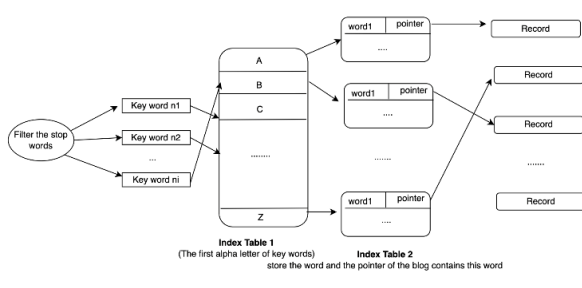 Filter the stop
words
Key word n1
Key word n2
...
Key word ni
A
B
C
........
Z
Index Table 1
(The first alpha letter of key words)
word1 pointer
....
word1 pointer
....
.......
word1 pointer
....
Index Table 2
store the word and the pointer of the blog contains this word
Record
Record
Record
.......
Record